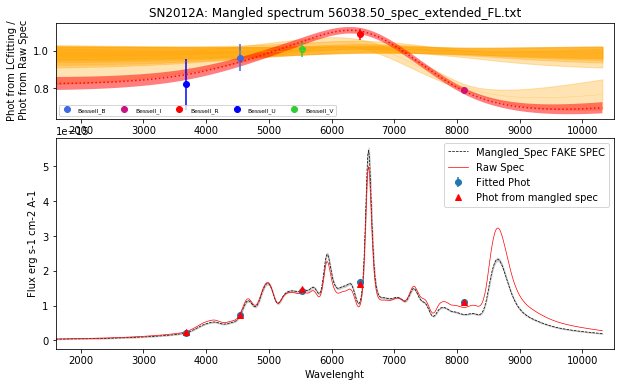 SN2012A: Mangled spectrum 56038.50_spec_extended_FL.txt
Phot from LCfitting /
Phot from Raw Spec
1.0
0.8
Bessell_B
Bessell_I
Bessell_R
Bessell_U
Bessell_V
2000 3000 4000 5000 6000 7000 8000 9000 10000
Flux erg s-1 cm-2 A-1
5
4
3
2
1
0
Mangled_Spec FAKE SPEC
Raw Spec
Fitted Phot
Phot from mangled spec
2000 3000 4000 5000 6000 7000 8000 9000 10000
Wavelenght